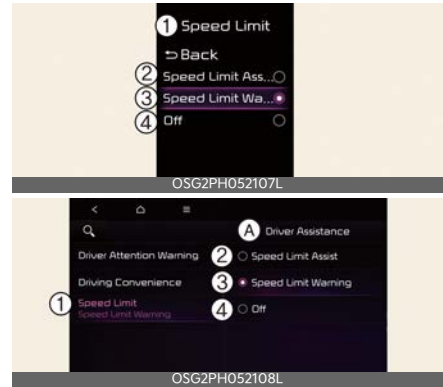 ① Speed Limit
⮌ Back
② Speed Limit Ass...
③ Speed Limit Wa...
④ Off
OSG2PH052107L
Ⓐ Driver Assistance
Driver Attention Warning
② Speed Limit Assist
Driving Convenience
③ Speed Limit Warning
① Speed Limit
Speed Limit Warning
④ Off
OSG2PH052108L